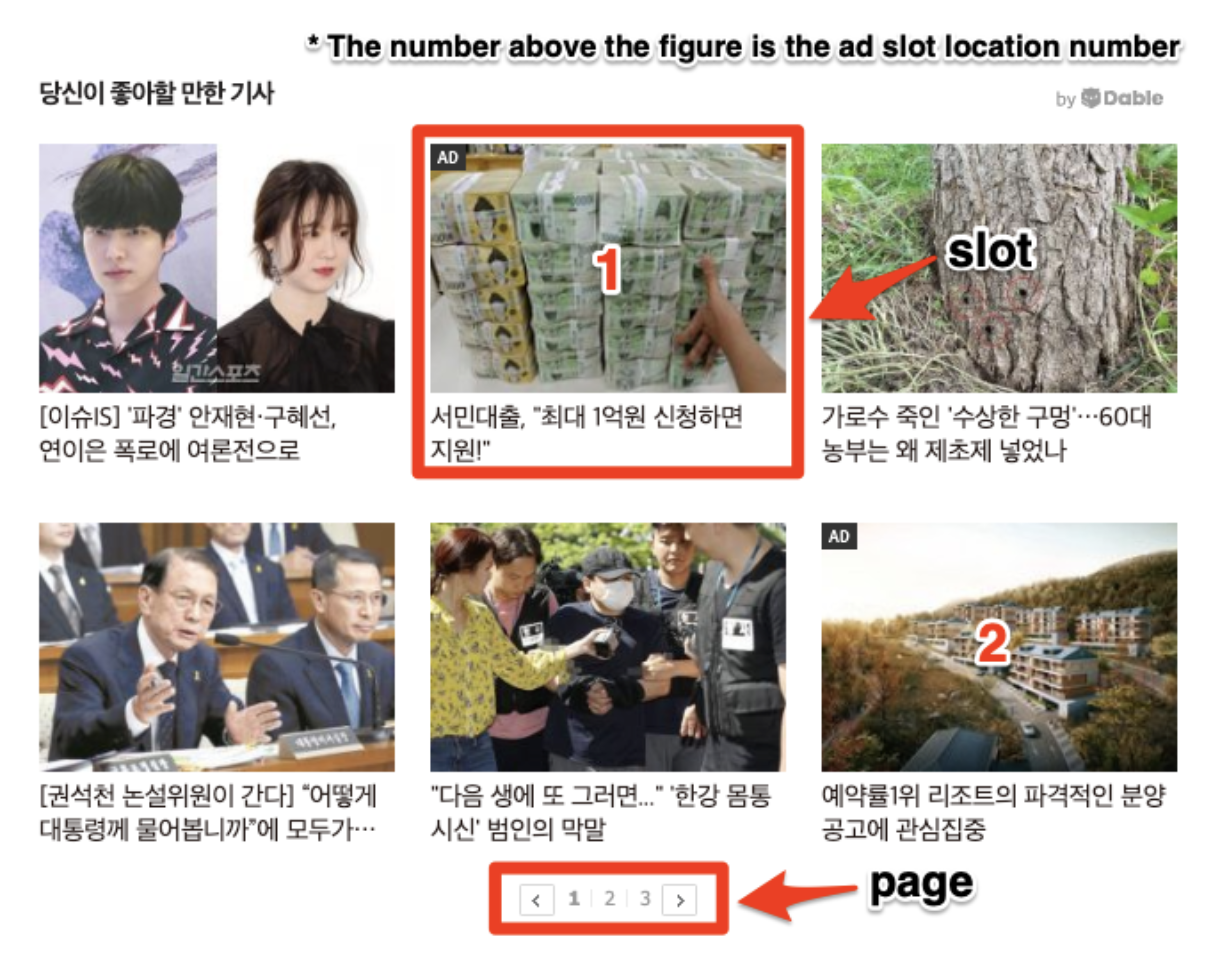 * The number above the figure is the ad slot location number
당신이 좋아할 만한 기사
by Dable
AD
1
slot
일간스포츠
[이슈IS] '파경' 안재현·구혜선,
연이은 폭로에 여론전으로
서민대출, "최대 1억원 신청하면
지원!"
가로수 죽인 '수상한 구멍'…60대
농부는 왜 제초제 넣었나
AD
2
[권석천 논설위원이 간다] “어떻게
대통령께 물어봅니까”에 모두가…
"다음 생에 또 그러면..." '한강 몸통
시신' 범인의 막말
예약률1위 리조트의 파격적인 분양
공고에 관심집중
< 1 2 3 >
page